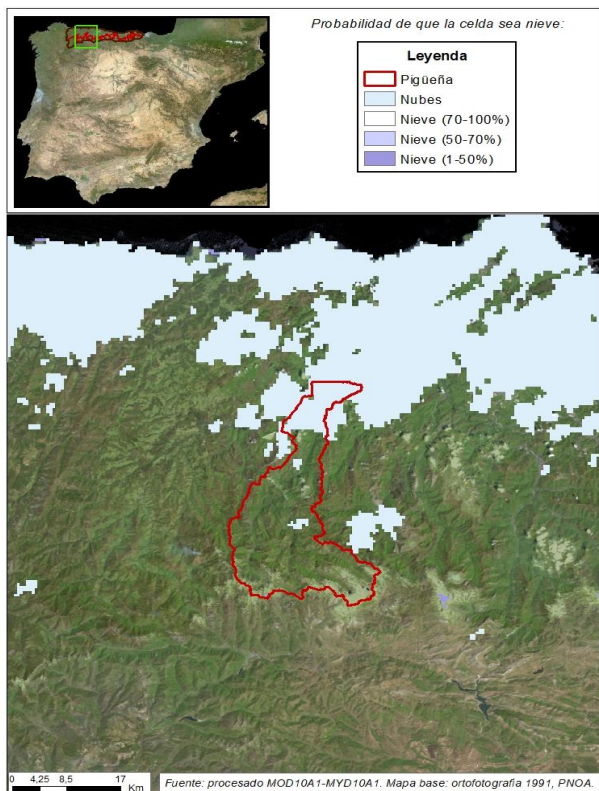 Probabilidad de que la celda sea nieve:
Leyenda
Pigüeña
Nubes
Nieve (70-100%)
Nieve (50-70%)
Nieve (1-50%)
0 4,25 8,5 17
Km
Fuente: procesado MOD10A1-MYD10A1. Mapa base: ortofotografia 1991, PNOA.